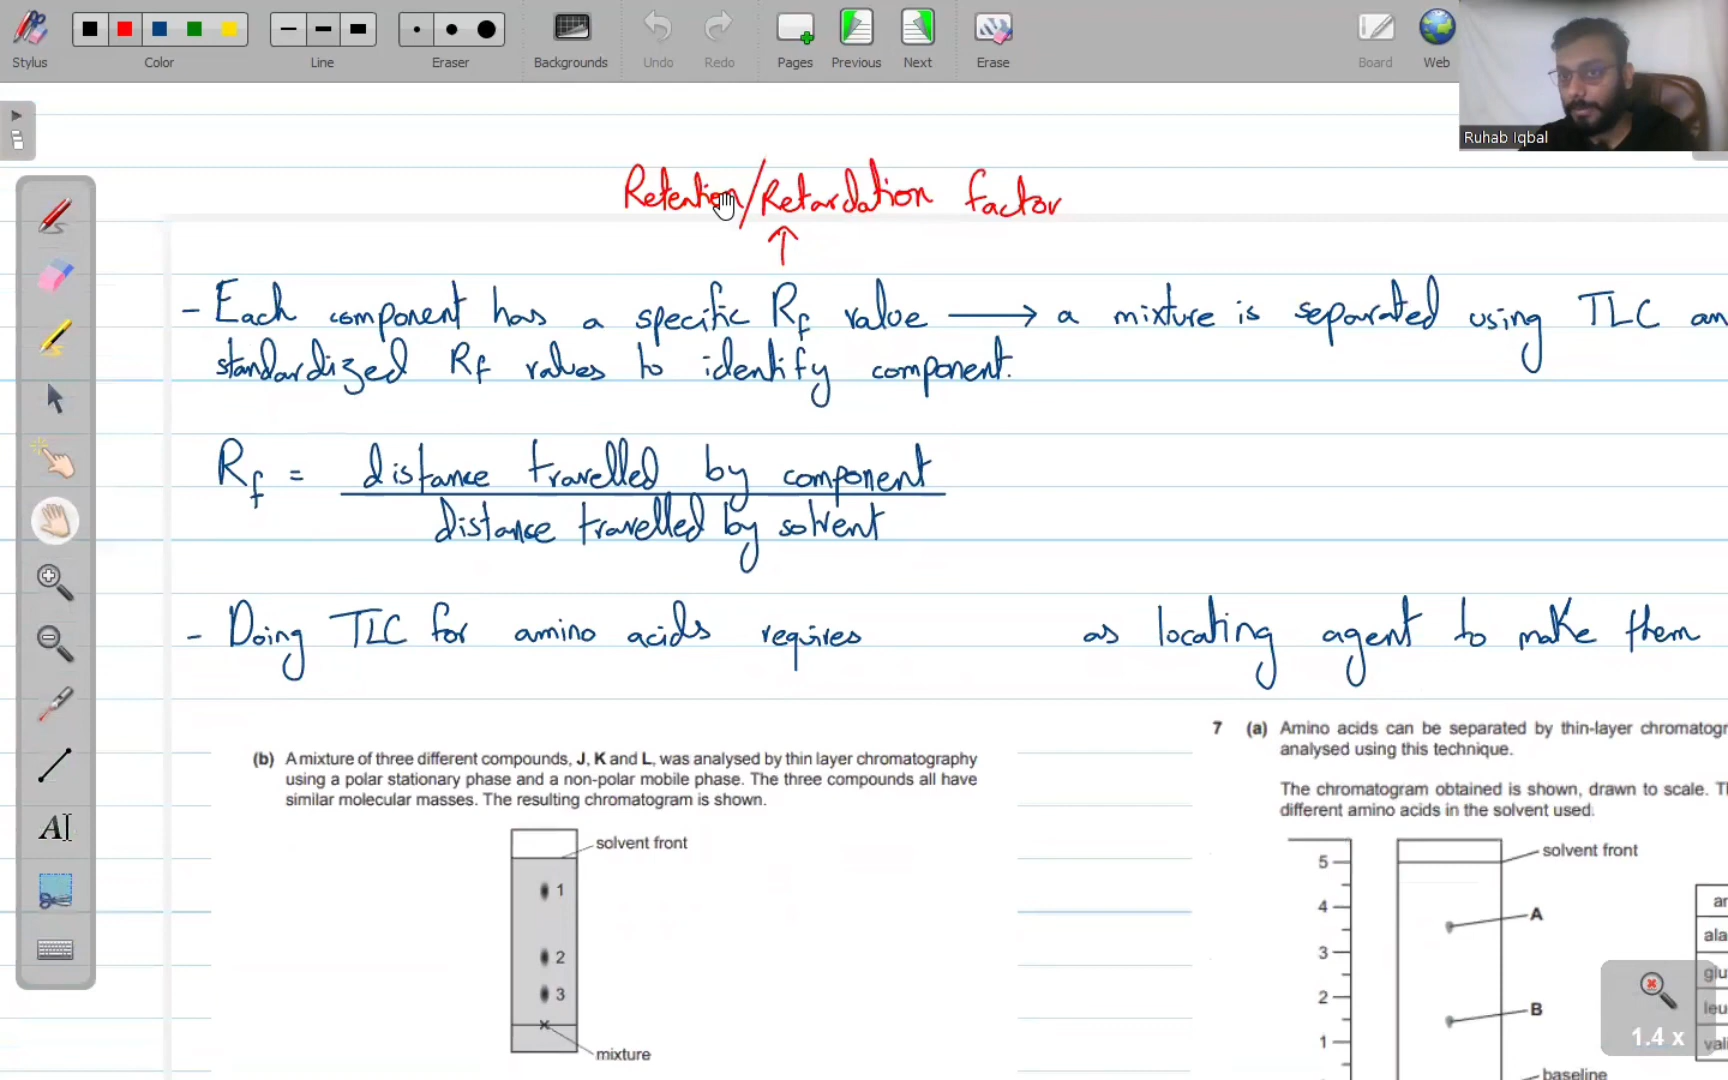 Stylus
Color
Line
Eraser
Backgrounds
Undo
Redo
Pages
Previous
Next
Erase
Board
Web
Ruhab Iqbal
Retention/Retardation factor
- Each component has a specific Rf value → a mixture is separated using TLC an
standardized Rf values to identify component.
Rf = distance travelled by component
distance travelled by solvent
- Doing TLC for amino acids requires as locating agent to make them
(b) A mixture of three different compounds, J, K and L, was analysed by thin layer chromatography
using a polar stationary phase and a non-polar mobile phase. The three compounds all have
similar molecular masses. The resulting chromatogram is shown.
solvent front
1
2
3
mixture
7 (a) Amino acids can be separated by thin-layer chromatogr
analysed using this technique.
The chromatogram obtained is shown, drawn to scale. T
different amino acids in the solvent used.
5
4
3
2
1
solvent front
A
B
baseline
ar
ala
glu
leu
vali
AI
1.4 x